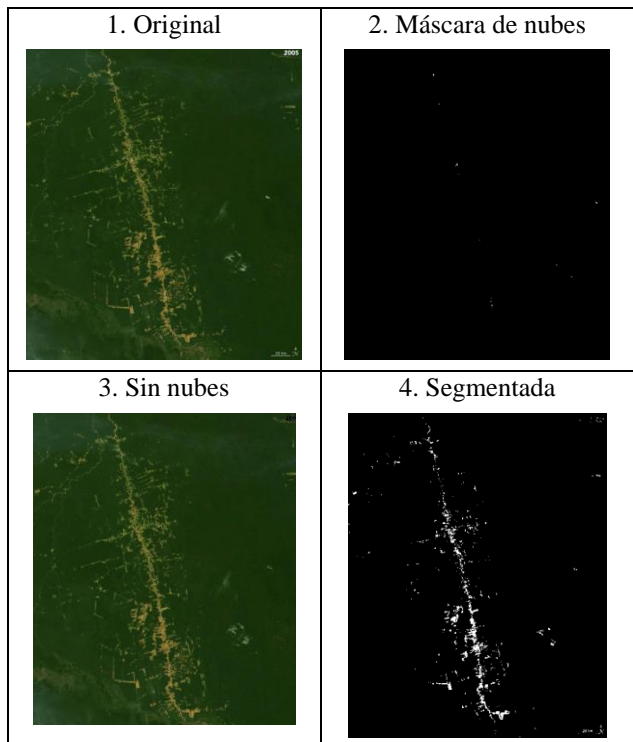 1. Original
2. Máscara de nubes
2005
3. Sin nubes
4. Segmentada